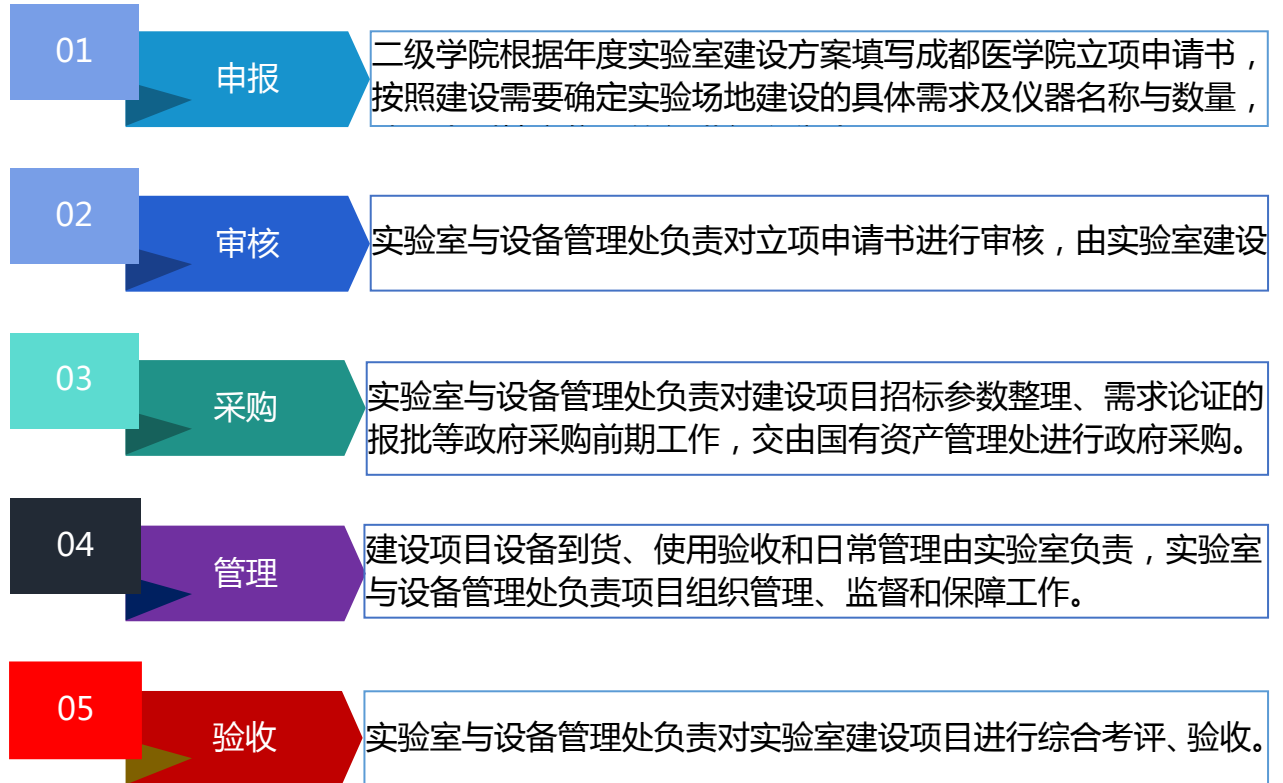 01
申报
二级学院根据年度实验室建设方案填写成都医学院立项申请书，
按照建设需要确定实验场地建设的具体需求及仪器名称与数量，
02
审核
实验室与设备管理处负责对立项申请书进行审核，由实验室建设
03
采购
实验室与设备管理处负责对建设项目招标参数整理、需求论证的
报批等政府采购前期工作，交由国有资产管理处进行政府采购。
04
管理
建设项目设备到货、使用验收和日常管理由实验室负责，实验室
与设备管理处负责项目组织管理、监督和保障工作。
05
验收
实验室与设备管理处负责对实验室建设项目进行综合考评、验收。